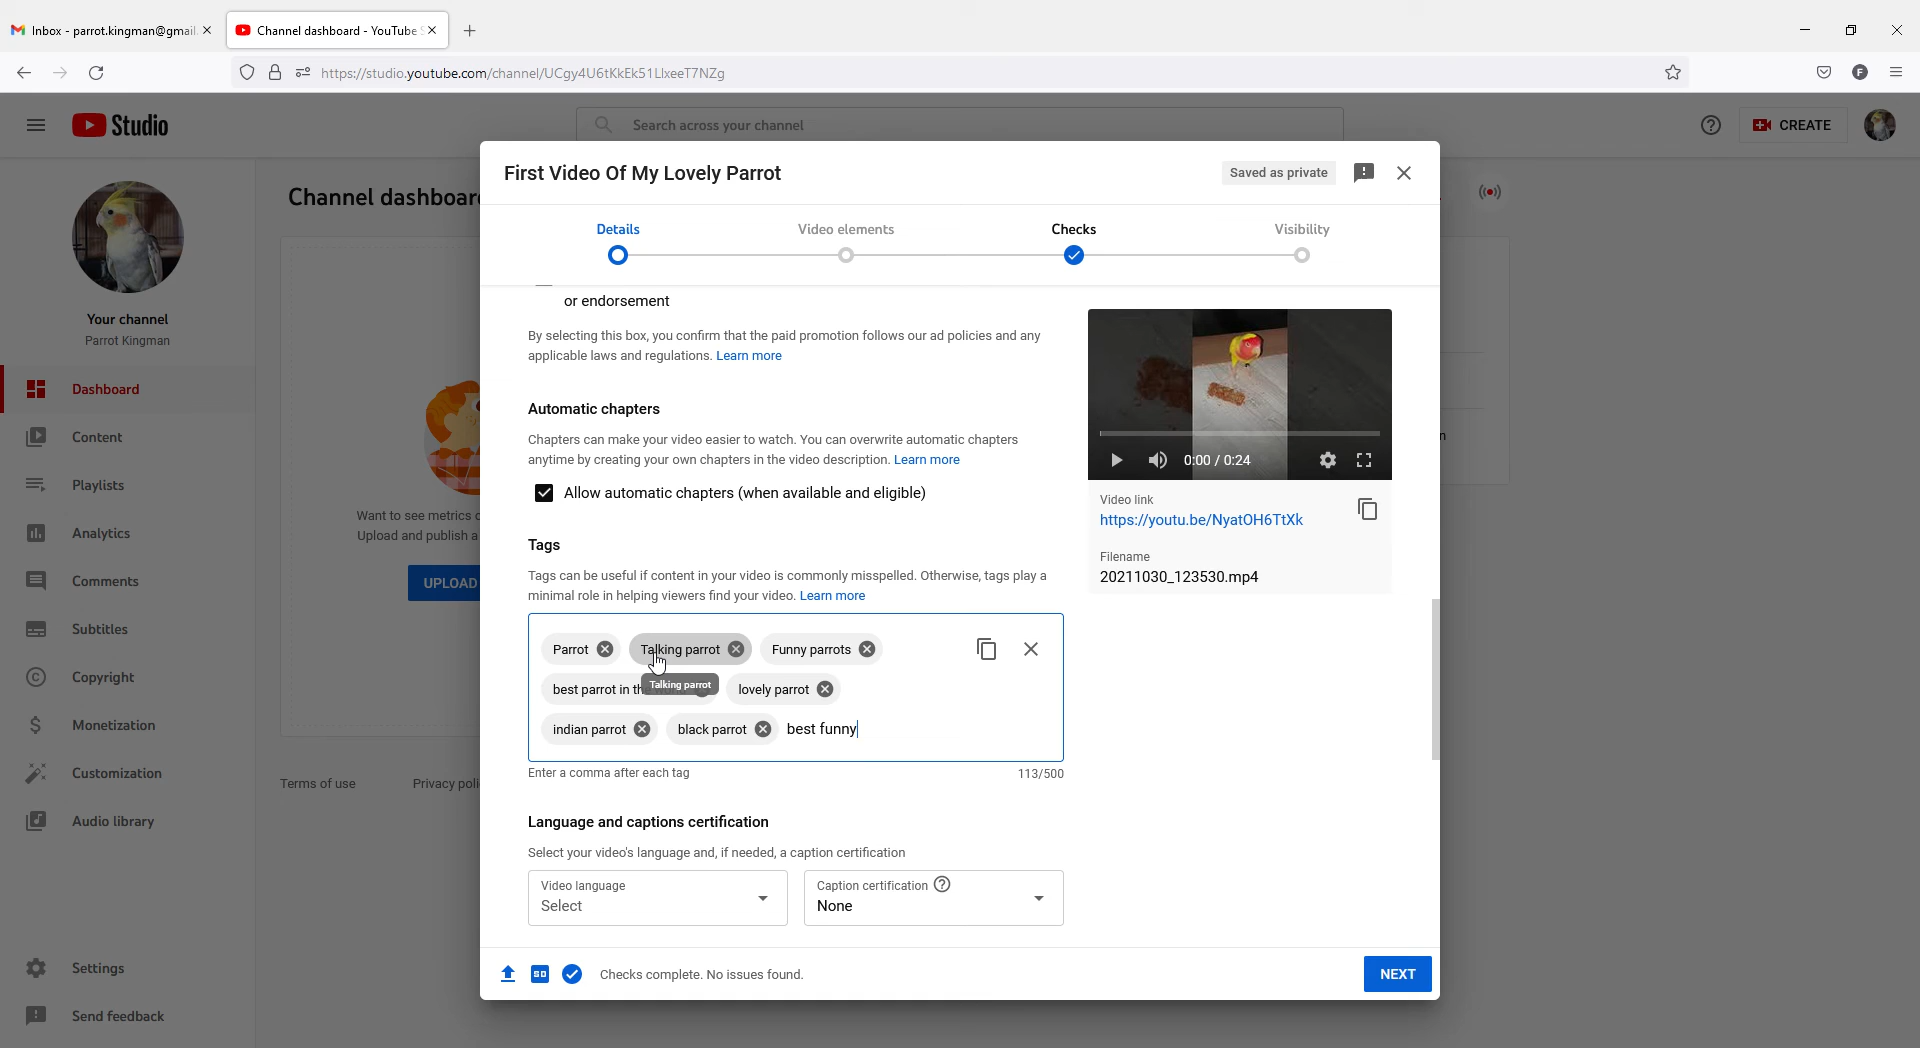 Inbox - parrot.kingman@gmail.
Channel dashboard - YouTube S
https://studio.youtube.com/channel/UCgy4U6tKkEk51LlxeeT7NZg
F
Studio
Search across your channel
CREATE
Your channel
Parrot Kingman
Dashboard
Content
Playlists
Analytics
Comments
Subtitles
Copyright
Monetization
Customization
Audio library
Settings
Send feedback
Channel dashboard
Want to see metrics
Upload and publish a
UPLOAD
Terms of use
Privacy poli
First Video Of My Lovely Parrot
Saved as private
Details
Video elements
Checks
Visibility
or endorsement
By selecting this box, you confirm that the paid promotion follows our ad policies and any
applicable laws and regulations. Learn more
Automatic chapters
Chapters can make your video easier to watch. You can overwrite automatic chapters
anytime by creating your own chapters in the video description. Learn more
Allow automatic chapters (when available and eligible)
Tags
Tags can be useful if content in your video is commonly misspelled. Otherwise, tags play a
minimal role in helping viewers find your video. Learn more
Parrot
Talking parrot
Funny parrots
best parrot in th
Talking parrot
lovely parrot
indian parrot
black parrot
best funny
Enter a comma after each tag
113/500
Language and captions certification
Select your video's language and, if needed, a caption certification
Video language
Select
Caption certification
None
0:00 / 0:24
Video link
https://youtu.be/NyatOH6TtXk
Filename
20211030_123530.mp4
n
SD
Checks complete. No issues found.
NEXT